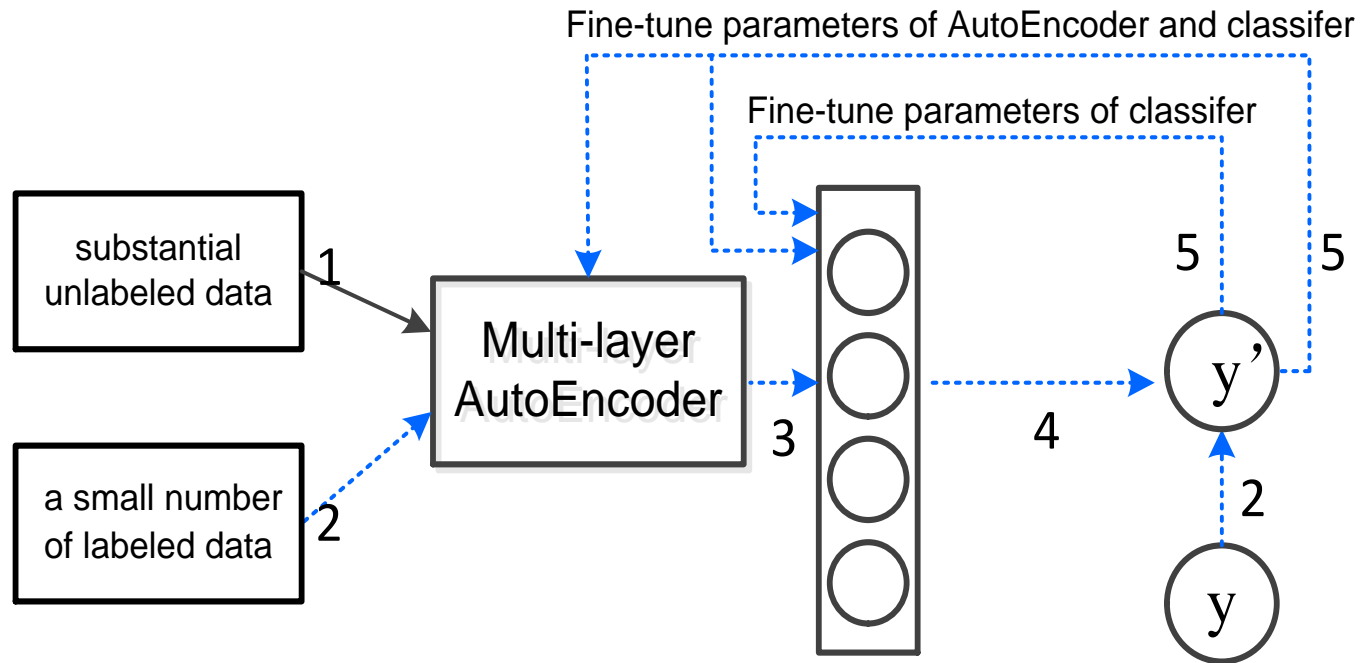 Fine-tune parameters of AutoEncoder and classifer
Fine-tune parameters of classifer
substantial
unlabeled data
1
5
5
Multi-layer
AutoEncoder
y’
3
4
a small number
of labeled data
2
2
y